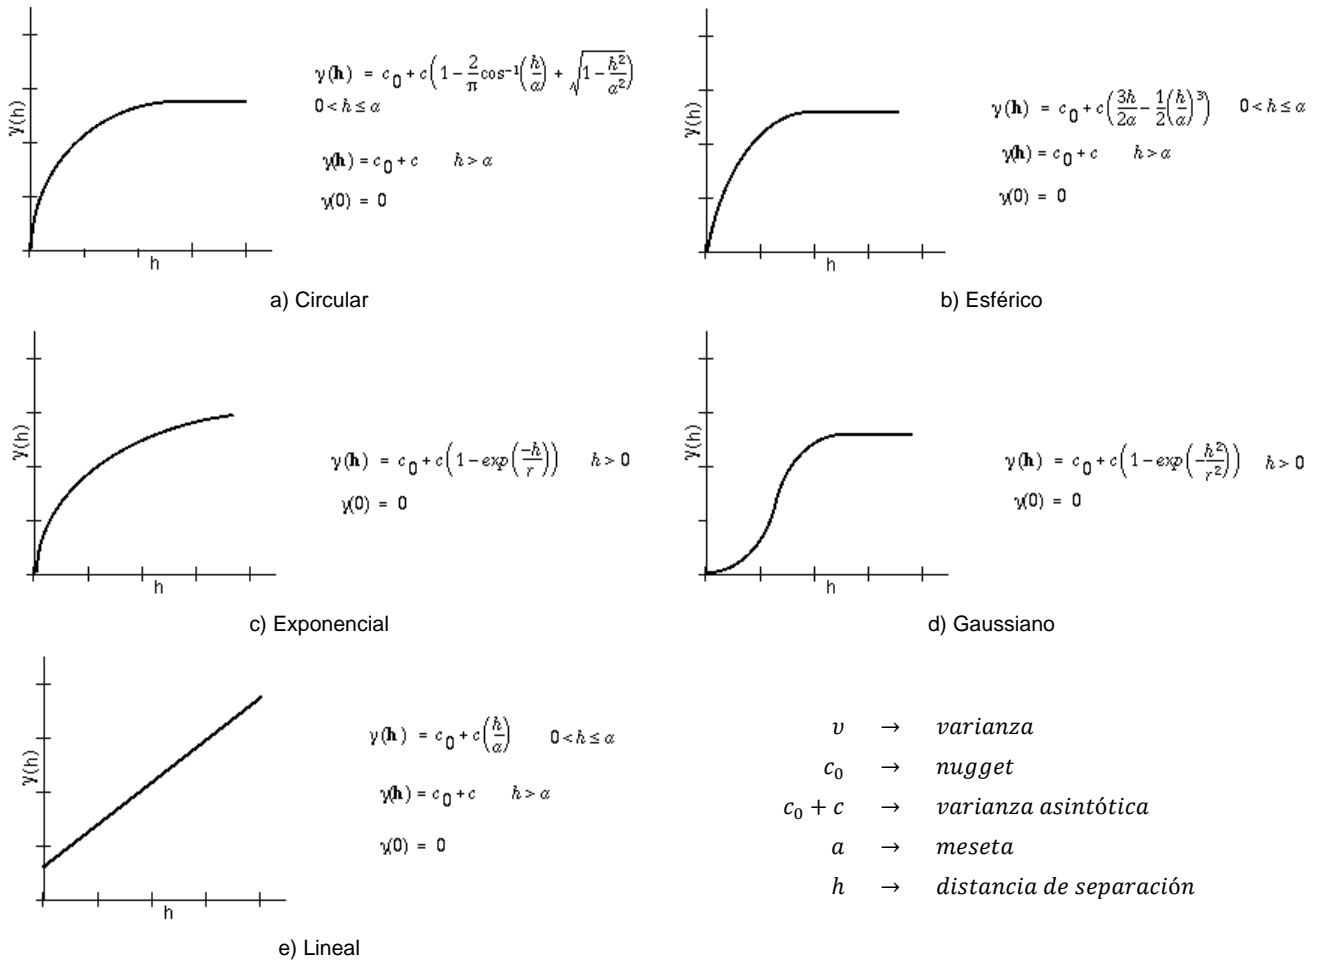 γ(h)
γ(h) = c₀ + c(1 − 2/π cos⁻¹(h/a) + √(1 − h²/a²))
0 < h ≤ a
γ(h) = c₀ + c h > a
γ(0) = 0
h
a) Circular
γ(h)
γ(h) = c₀ + c(3h/2a − 1/2(h/a)³) 0 < h ≤ a
γ(h) = c₀ + c h > a
γ(0) = 0
h
b) Esférico
γ(h)
γ(h) = c₀ + c(1 − exp(−h/r)) h > 0
γ(0) = 0
h
c) Exponencial
γ(h)
γ(h) = c₀ + c(1 − exp(−h²/r²)) h > 0
γ(0) = 0
h
d) Gaussiano
γ(h)
γ(h) = c₀ + c(h/a) 0 < h ≤ a
γ(h) = c₀ + c h > a
γ(0) = 0
h
e) Lineal
υ → varianza
c₀ → nugget
c₀ + c → varianza asintótica
a → meseta
h → distancia de separación